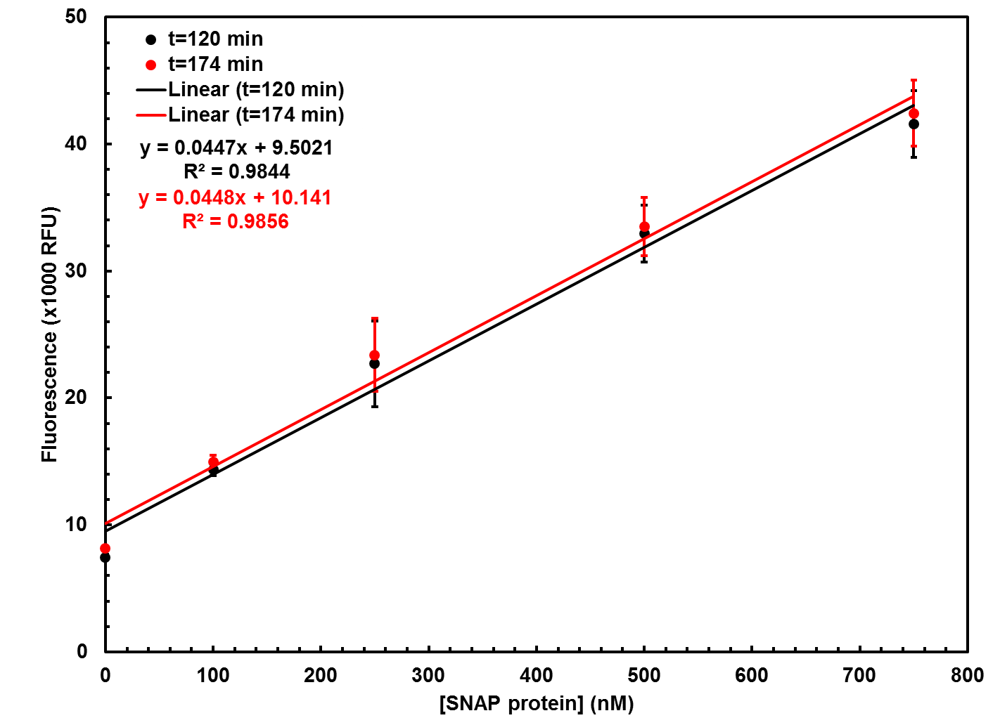 50
t=120 min
t=174 min
Linear (t=120 min)
Linear (t=174 min)
y = 0.0447x + 9.5021
R² = 0.9844
y = 0.0448x + 10.141
R² = 0.9856
40
30
20
10
0
Fluorescence (x1000 RFU)
0 100 200 300 400 500 600 700 800
[SNAP protein] (nM)